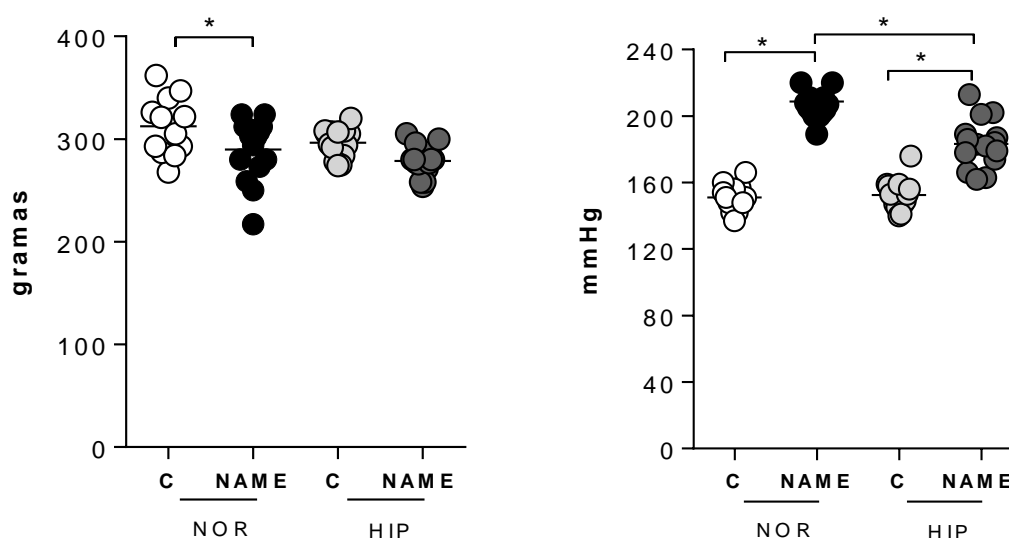 *
400
300
200
100
0
gramas
C NAME C NAME
NOR HIP
*
*
*
240
200
160
120
80
40
0
mmHg
C NAME C NAME
NOR HIP